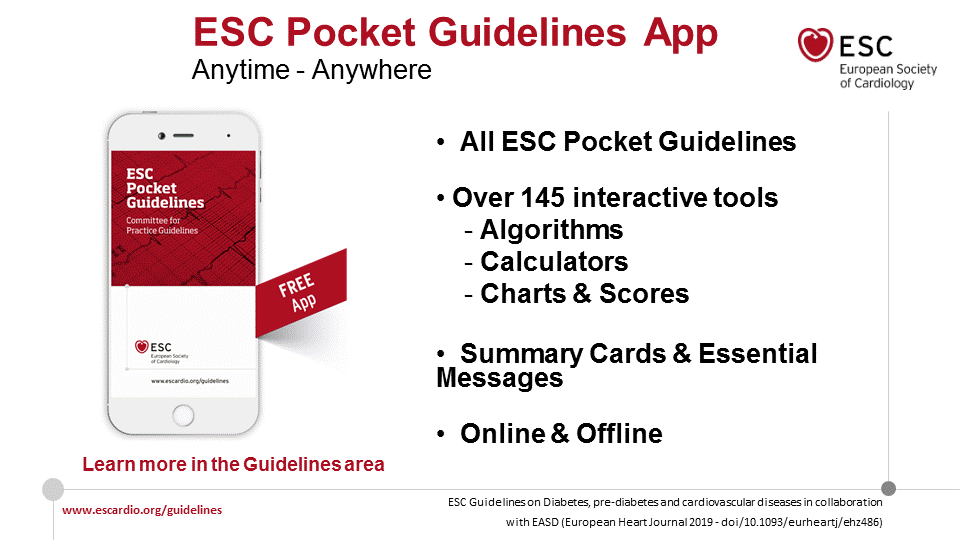 ESC Pocket Guidelines App
Anytime - Anywhere
ESC
European Society
of Cardiology
ESC
Pocket
Guidelines
Committee for
Practice Guidelines
FREE
App
ESC
European Society
of Cardiology
www.escardio.org/guidelines
Learn more in the Guidelines area
• All ESC Pocket Guidelines
• Over 145 interactive tools
- Algorithms
- Calculators
- Charts & Scores
• Summary Cards & Essential
Messages
• Online & Offline
www.escardio.org/guidelines
ESC Guidelines on Diabetes, pre-diabetes and cardiovascular diseases in collaboration
with EASD (European Heart Journal 2019 - doi/10.1093/eurheartj/ehz486)